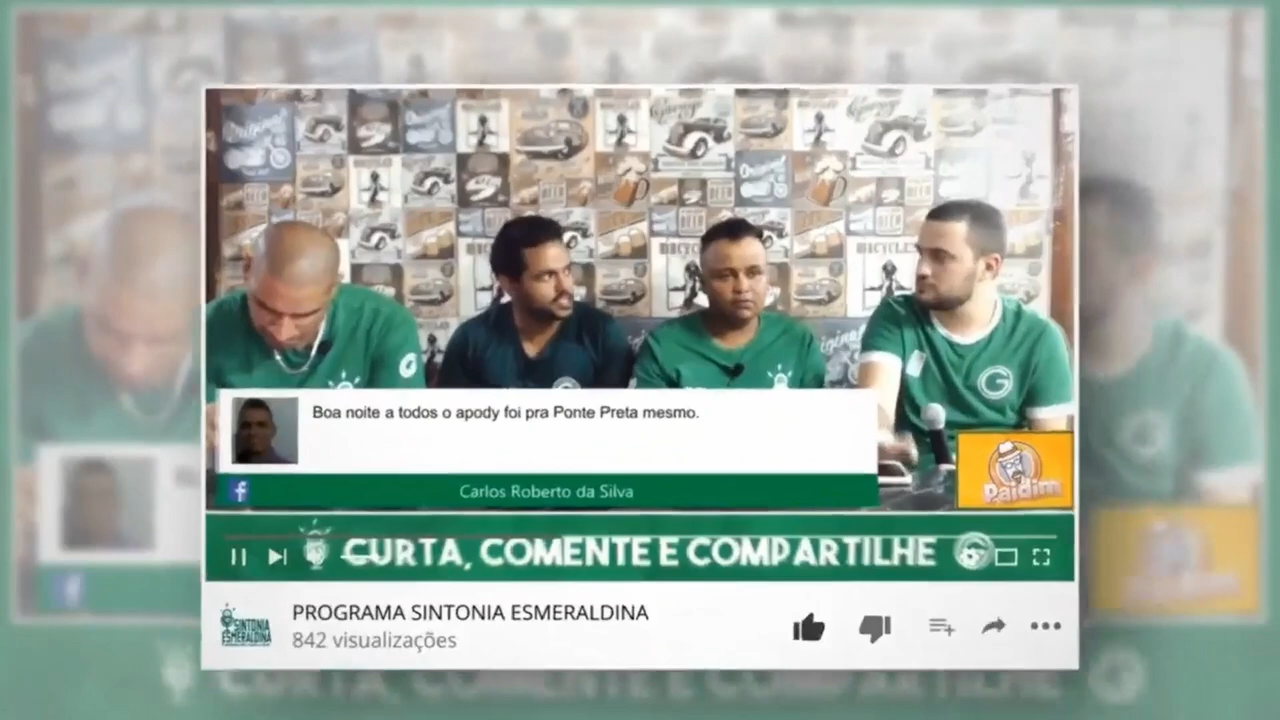 Boa noite a todos o apody foi pra Ponte Preta mesmo.
Carlos Roberto da Silva
Paidim
CURTA, COMENTE E COMPARTILHE
SINTONIA
ESMERALDINA
PROGRAMA SINTONIA ESMERALDINA
842 visualizações